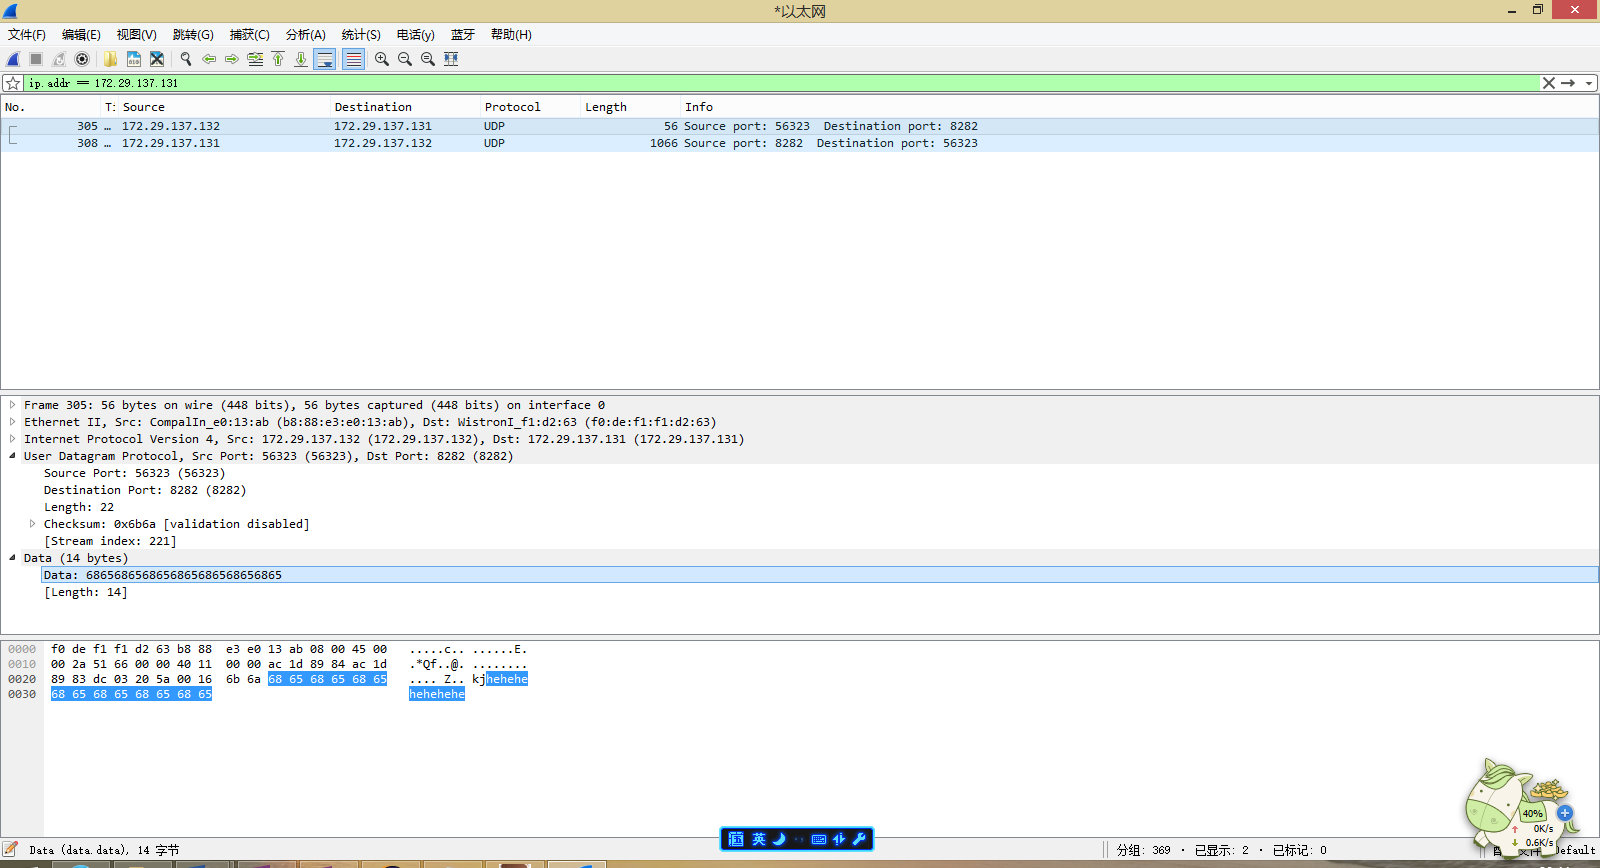 *以太网
文件(F) 编辑(E) 视图(V) 跳转(G) 捕获(C) 分析(A) 统计(S) 电话(y) 蓝牙 帮助(H)
ip.addr == 172.29.137.131
No. T: Source Destination Protocol Length Info
305 … 172.29.137.132 172.29.137.131 UDP 56 Source port: 56323 Destination port: 8282
308 … 172.29.137.131 172.29.137.132 UDP 1066 Source port: 8282 Destination port: 56323
Frame 305: 56 bytes on wire (448 bits), 56 bytes captured (448 bits) on interface 0
Ethernet II, Src: CompalIn_e0:13:ab (b8:88:e3:e0:13:ab), Dst: WistronI_f1:d2:63 (f0:de:f1:f1:d2:63)
Internet Protocol Version 4, Src: 172.29.137.132 (172.29.137.132), Dst: 172.29.137.131 (172.29.137.131)
User Datagram Protocol, Src Port: 56323 (56323), Dst Port: 8282 (8282)
Source Port: 56323 (56323)
Destination Port: 8282 (8282)
Length: 22
Checksum: 0x6b6a [validation disabled]
[Stream index: 221]
Data (14 bytes)
Data: 6865686568656865686568656865
[Length: 14]
0000 f0 de f1 f1 d2 63 b8 88 e3 e0 13 ab 08 00 45 00 .....c.. ......E.
0010 00 2a 51 66 00 00 40 11 00 00 ac 1d 89 84 ac 1d .*Qf..@. ........
0020 89 83 dc 03 20 5a 00 16 6b 6a 68 65 68 65 68 65 .... Z.. kjhehehe
0030 68 65 68 65 68 65 68 65 hehehehe
国 英
40%
0K/s
0.6K/s
Data (data.data), 14 字节
分组: 369 · 已显示: 2 · 已标记: 0